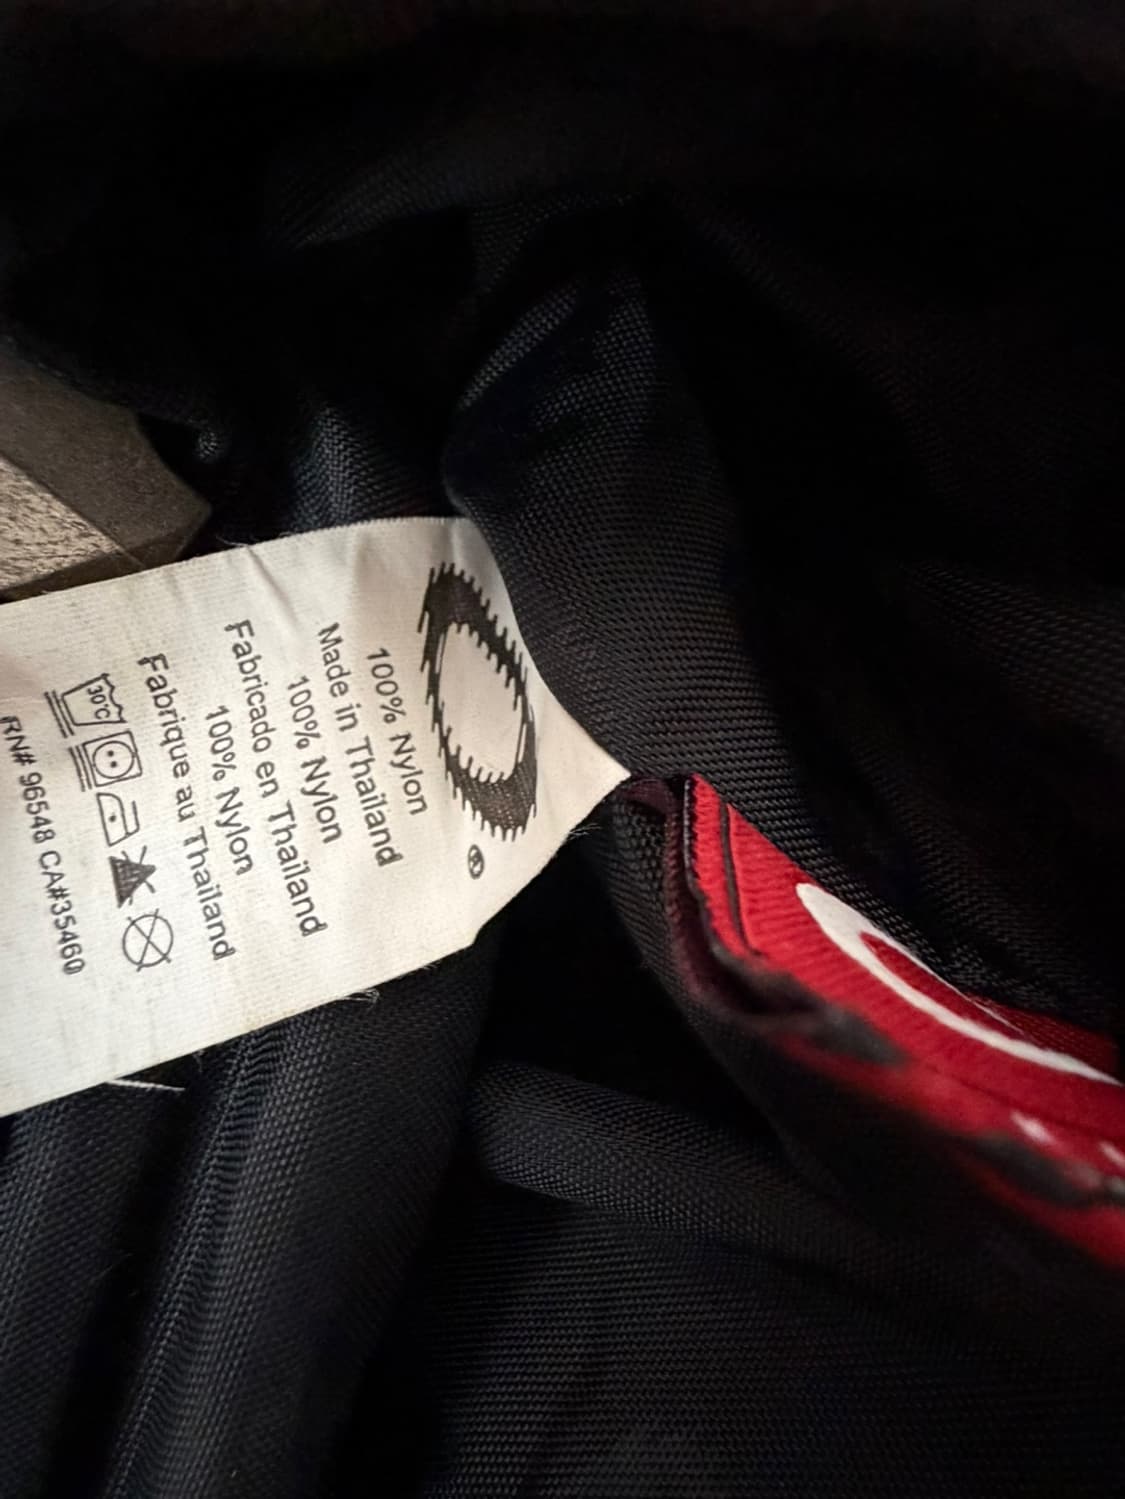 ®
100% Nylon
Made in Thailand
100% Nylon
Fabricado en Thailand
100% Nylon
Fabrique au Thailand
30°C
RN# 96548 CA#35460